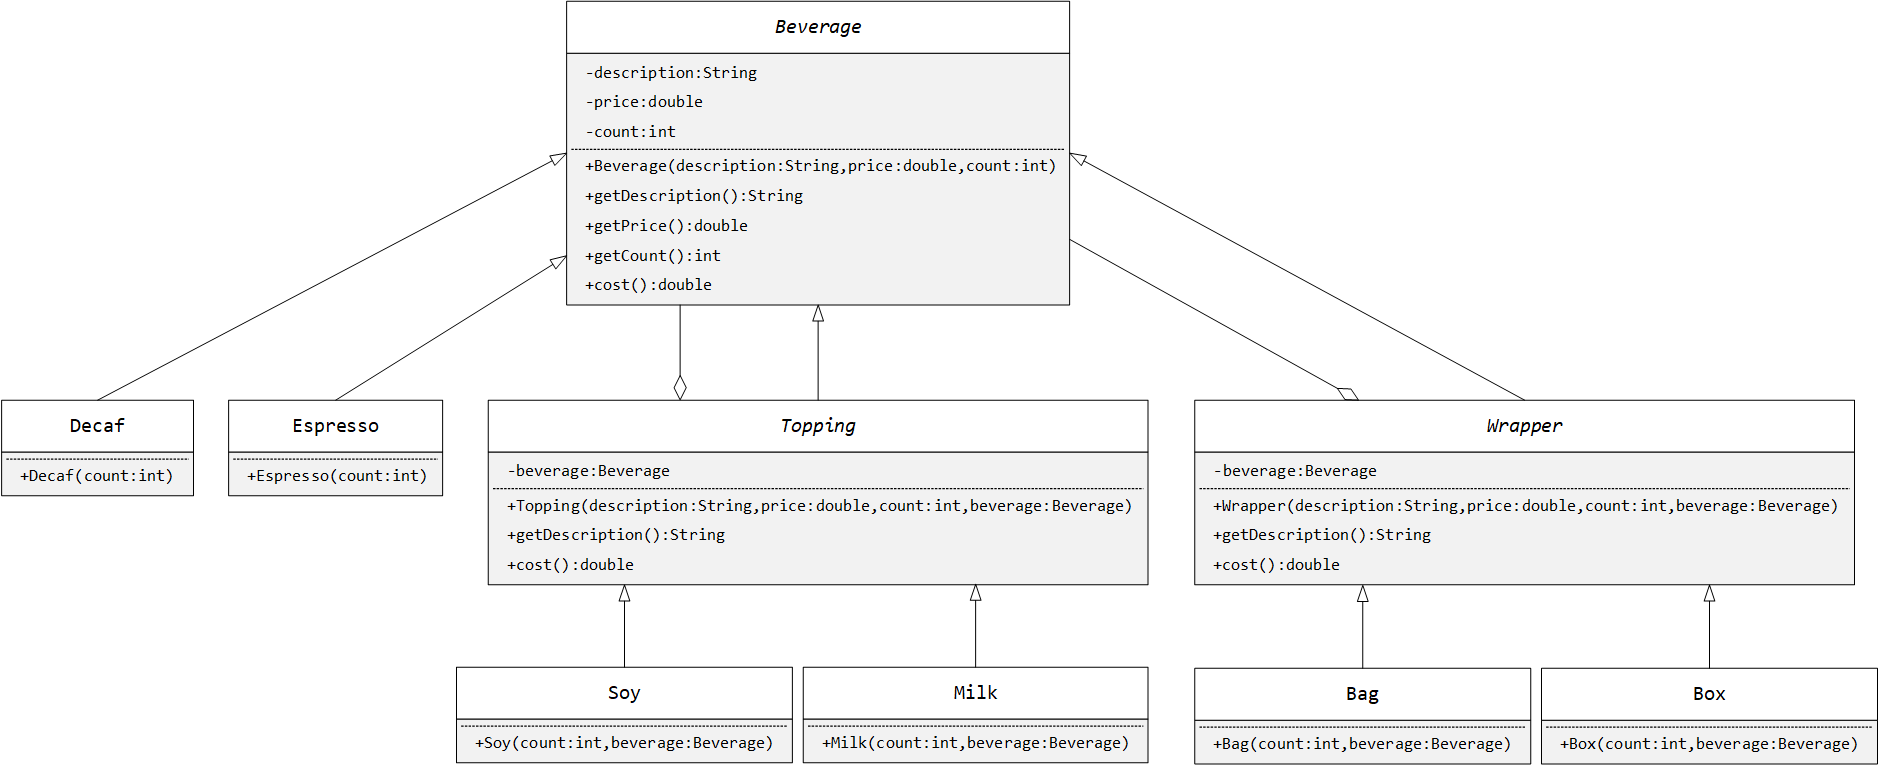 Beverage
-description:String
-price:double
-count:int
+Beverage(description:String,price:double,count:int)
+getDescription():String
+getPrice():double
+getCount():int
+cost():double
Decaf
+Decaf(count:int)
Espresso
+Espresso(count:int)
Topping
-beverage:Beverage
+Topping(description:String,price:double,count:int,beverage:Beverage)
+getDescription():String
+cost():double
Wrapper
-beverage:Beverage
+Wrapper(description:String,price:double,count:int,beverage:Beverage)
+getDescription():String
+cost():double
Soy
+Soy(count:int,beverage:Beverage)
Milk
+Milk(count:int,beverage:Beverage)
Bag
+Bag(count:int,beverage:Beverage)
Box
+Box(count:int,beverage:Beverage)